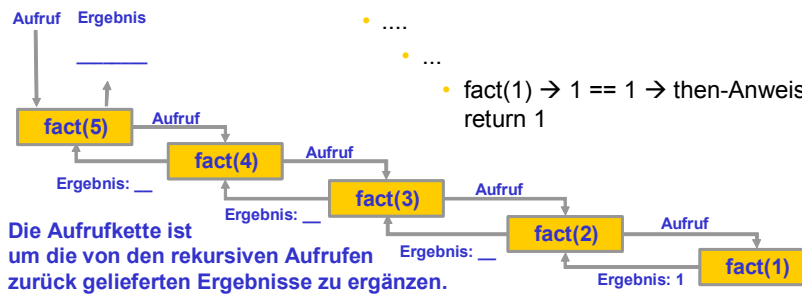 Aufruf Ergebnis
________
• ....
• ...
• fact(1) → 1 == 1 → then-Anweis
return 1
fact(5)
Aufruf
fact(4)
Aufruf
Ergebnis: __
fact(3)
Aufruf
Ergebnis: __
fact(2)
Aufruf
Ergebnis: __
fact(1)
Ergebnis: 1
Die Aufrufkette ist
um die von den rekursiven Aufrufen
zurück gelieferten Ergebnisse zu ergänzen.